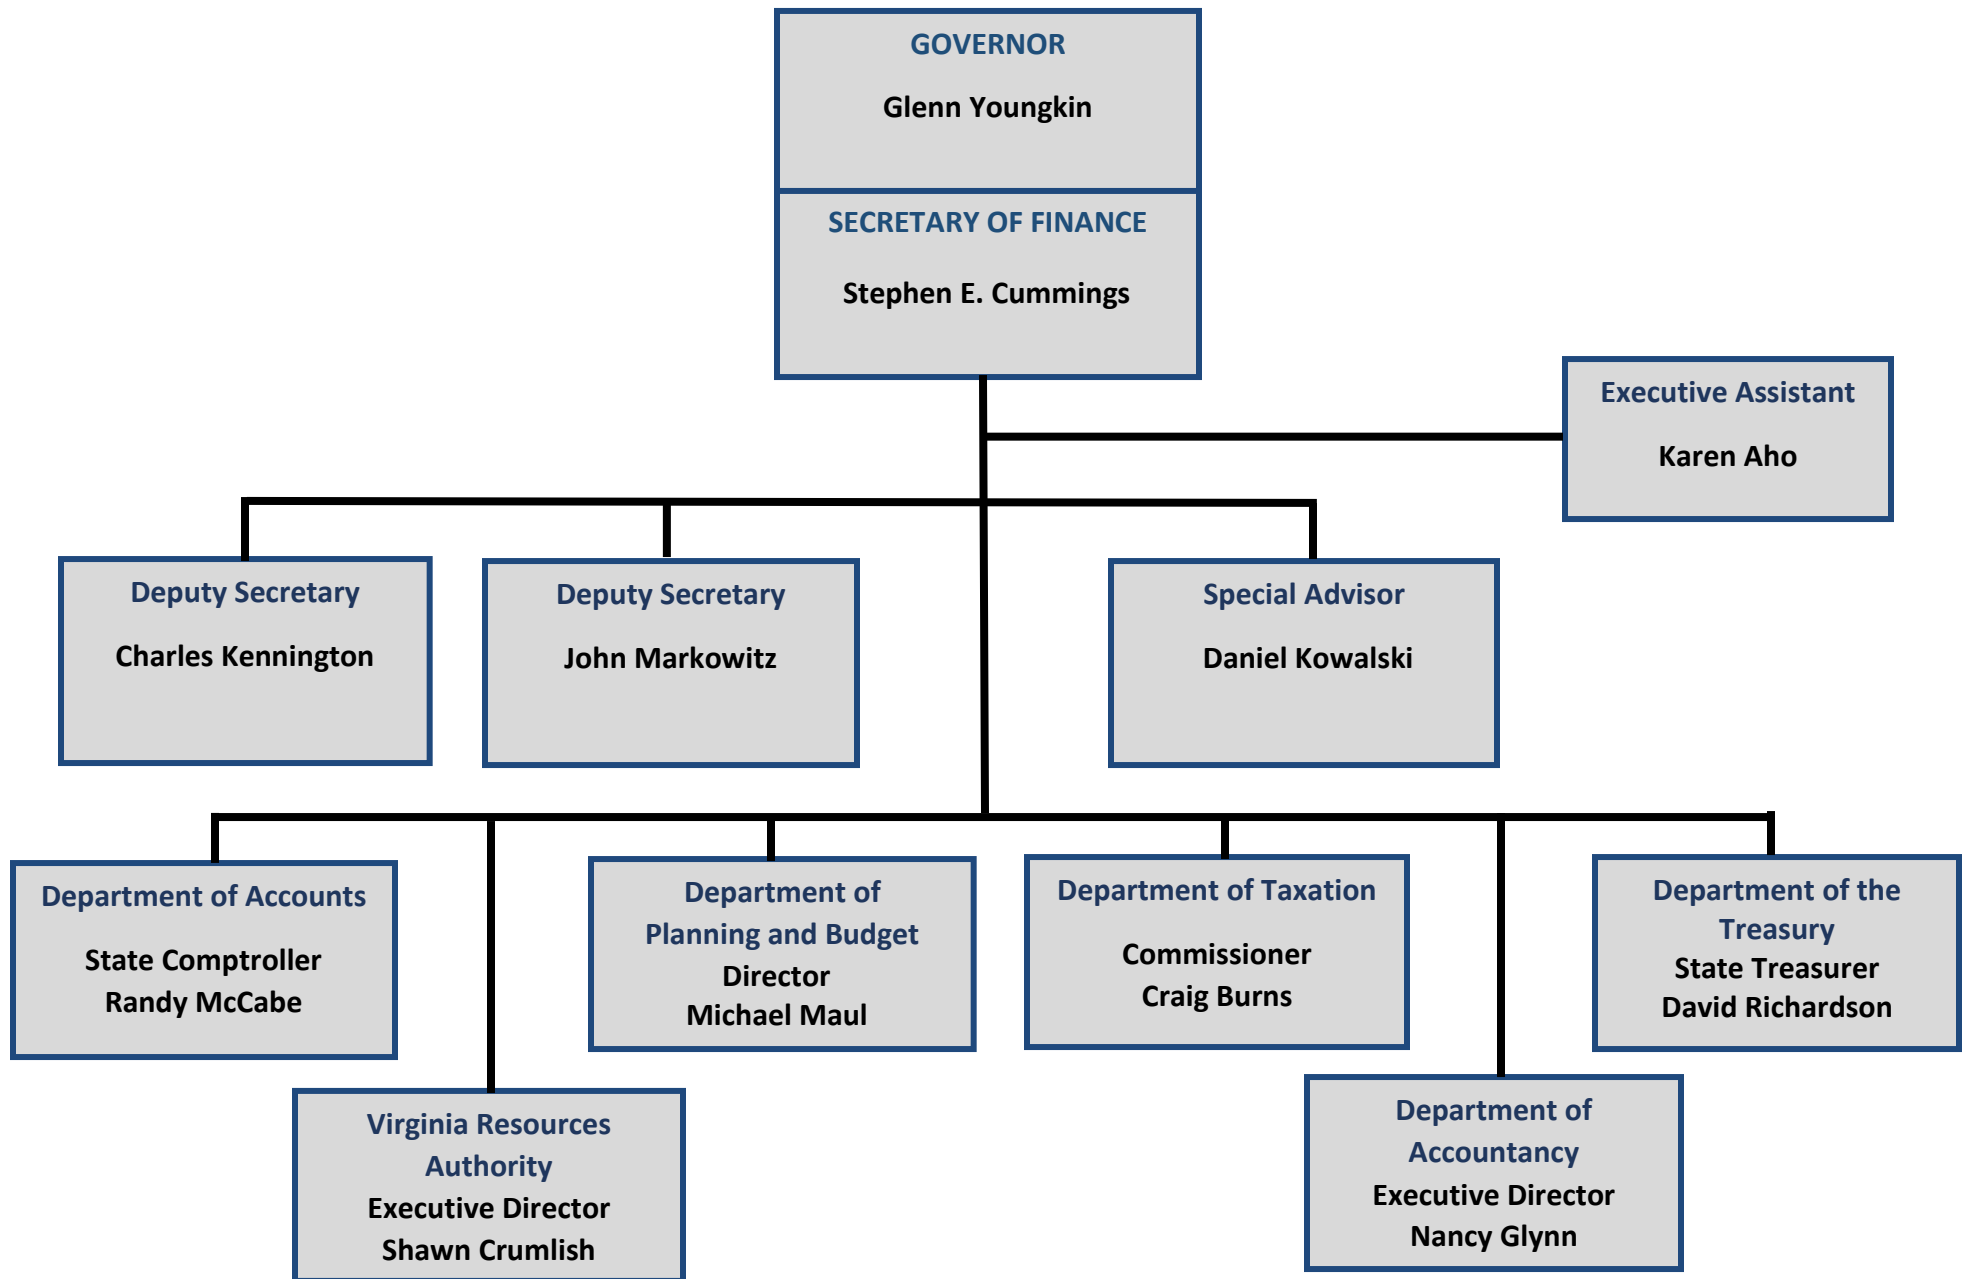 GOVERNOR
Glenn Youngkin
SECRETARY OF FINANCE
Stephen E. Cummings
Executive Assistant
Karen Aho
Deputy Secretary
Charles Kennington
Deputy Secretary
John Markowitz
Special Advisor
Daniel Kowalski
Department of Accounts
State Comptroller
Randy McCabe
Department of
Planning and Budget
Director
Michael Maul
Department of Taxation
Commissioner
Craig Burns
Department of the
Treasury
State Treasurer
David Richardson
Virginia Resources
Authority
Executive Director
Shawn Crumlish
Department of
Accountancy
Executive Director
Nancy Glynn